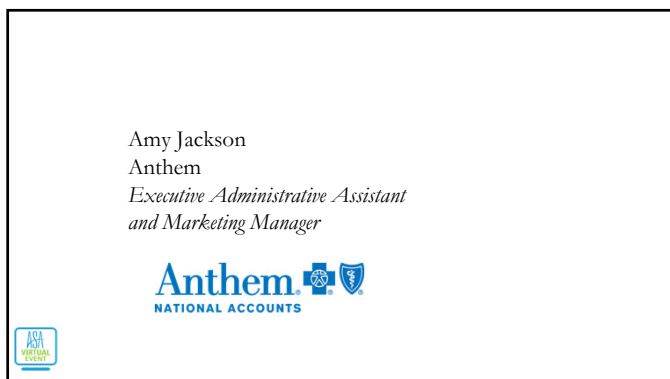 Amy Jackson
Anthem
Executive Administrative Assistant
and Marketing Manager
Anthem.
NATIONAL ACCOUNTS
ASA
VIRTUAL
EVENT